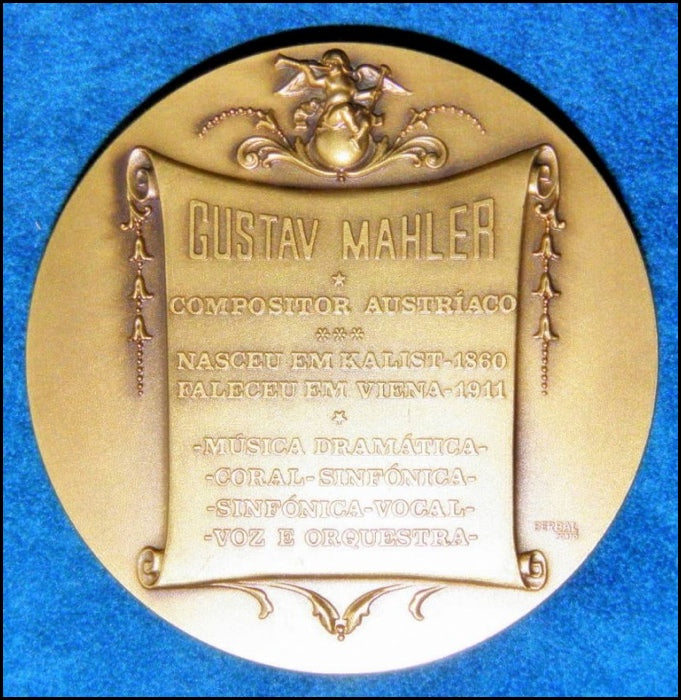 GUSTAV MAHLER
*
COMPOSITOR AUSTRÍACO
***
NASCEU EM KALIST-1860
FALECEU EM VIENA-1911
*
-MÚSICA DRAMÁTICA-
-CORAL-SINFÓNICA-
-SINFÓNICA-VOCAL-
-VOZ E ORQUESTRA-